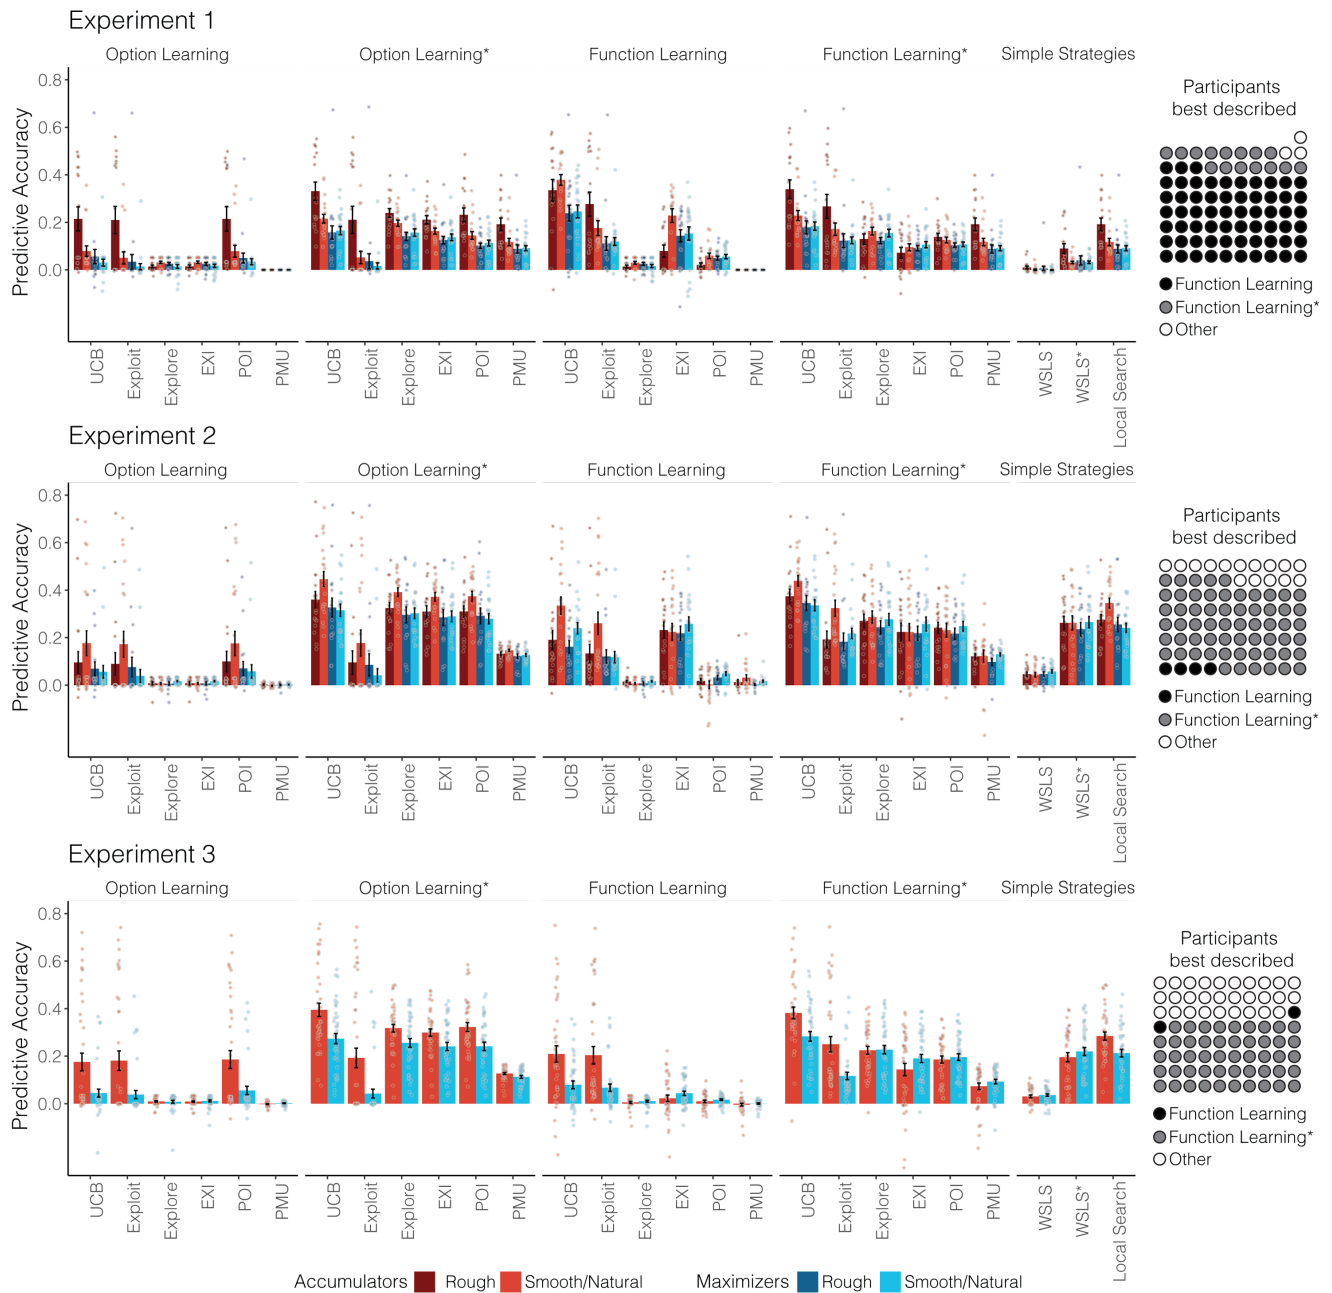 Experiment 1
Option Learning
Option Learning*
Function Learning
Function Learning*
Simple Strategies
Predictive Accuracy
0.8
0.6
0.4
0.2
0.0
UCB
Exploit
Explore
EXI
POI
PMU
UCB
Exploit
Explore
EXI
POI
PMU
UCB
Exploit
Explore
EXI
POI
PMU
UCB
Exploit
Explore
EXI
POI
PMU
WSLS
WSLS*
Local Search
Participants
best described
Function Learning
Function Learning*
Other
Experiment 2
Option Learning
Option Learning*
Function Learning
Function Learning*
Simple Strategies
Predictive Accuracy
0.8
0.6
0.4
0.2
0.0
UCB
Exploit
Explore
EXI
POI
PMU
UCB
Exploit
Explore
EXI
POI
PMU
UCB
Exploit
Explore
EXI
POI
PMU
UCB
Exploit
Explore
EXI
POI
PMU
WSLS
WSLS*
Local Search
Participants
best described
Function Learning
Function Learning*
Other
Experiment 3
Option Learning
Option Learning*
Function Learning
Function Learning*
Simple Strategies
Predictive Accuracy
0.8
0.6
0.4
0.2
0.0
UCB
Exploit
Explore
EXI
POI
PMU
UCB
Exploit
Explore
EXI
POI
PMU
UCB
Exploit
Explore
EXI
POI
PMU
UCB
Exploit
Explore
EXI
POI
PMU
WSLS
WSLS*
Local Search
Participants
best described
Function Learning
Function Learning*
Other
Accumulators Rough Smooth/Natural Maximizers Rough Smooth/Natural